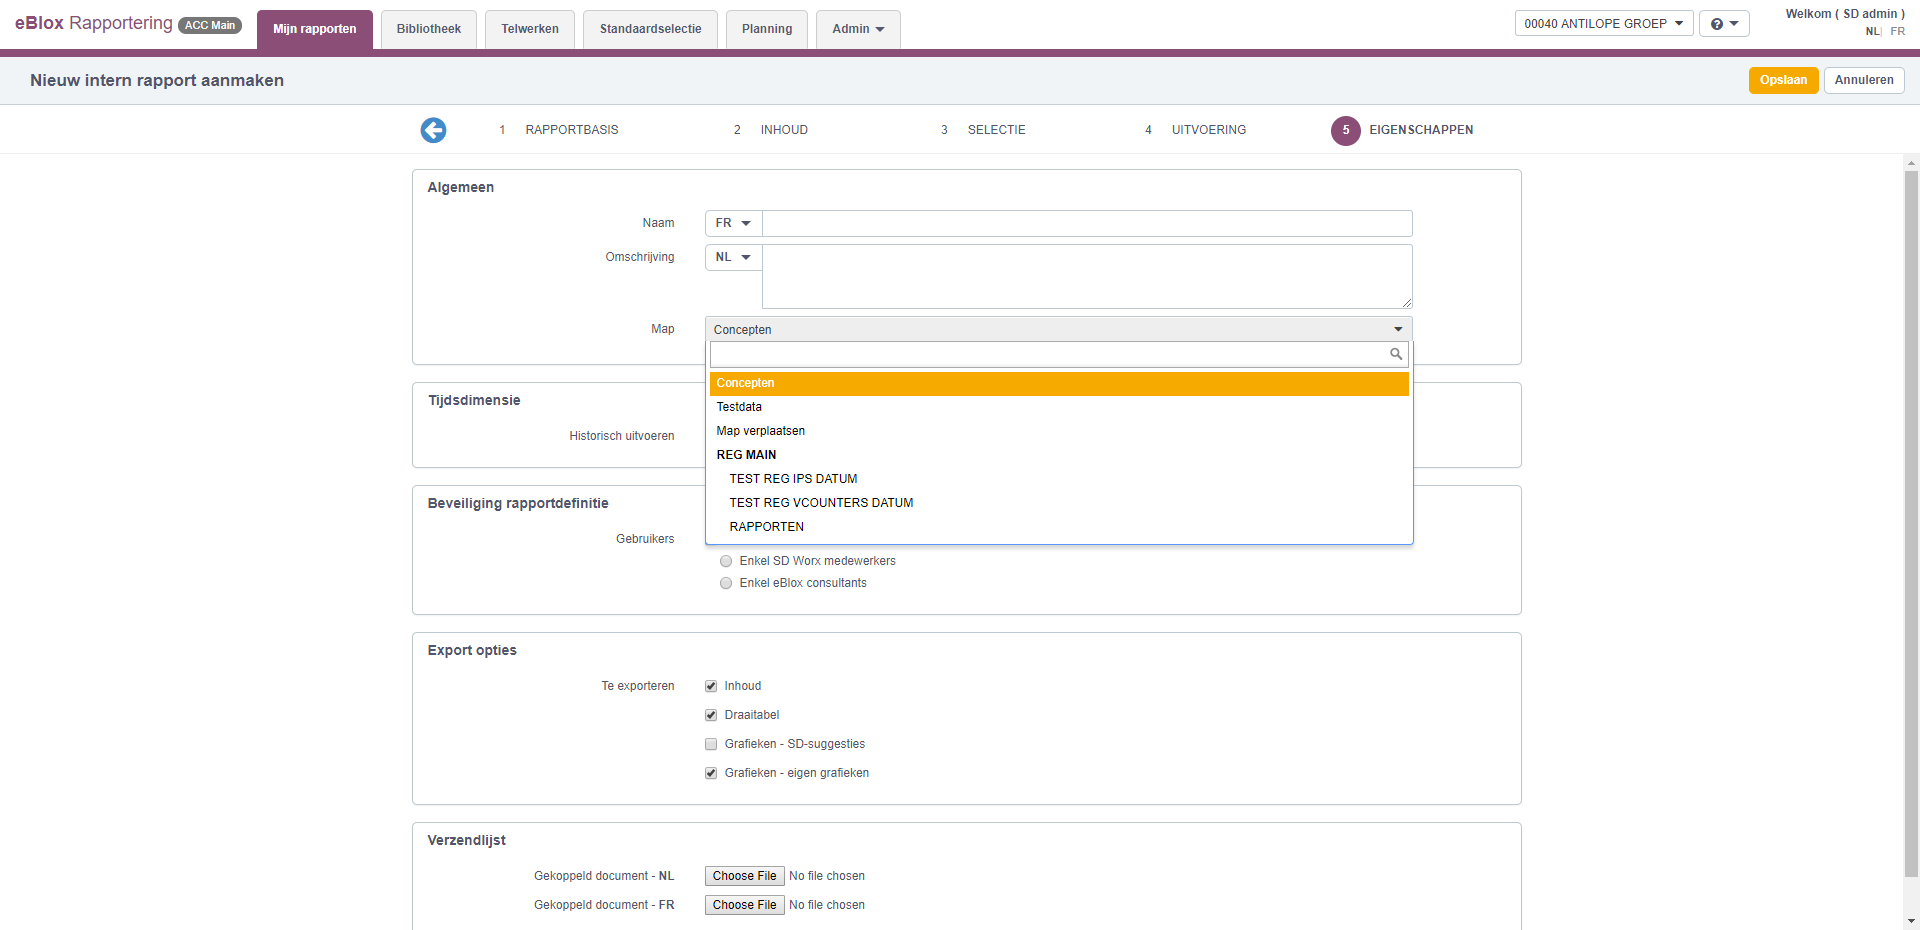 eBlox Rapportering ACC Main
Mijn rapporten
Bibliotheek
Telwerken
Standaardselectie
Planning
Admin
00040 ANTILOPE GROEP
Welkom ( SD admin )
NL| FR
Nieuw intern rapport aanmaken
Opslaan
Annuleren
1 RAPPORTBASIS
2 INHOUD
3 SELECTIE
4 UITVOERING
5 EIGENSCHAPPEN
Algemeen
Naam FR
Omschrijving NL
Map Concepten
Concepten
Testdata
Map verplaatsen
REG MAIN
TEST REG IPS DATUM
TEST REG VCOUNTERS DATUM
RAPPORTEN
Tijdsdimensie
Historisch uitvoeren
Beveiliging rapportdefinitie
Gebruikers
Enkel SD Worx medewerkers
Enkel eBlox consultants
Export opties
Te exporteren Inhoud
Draaitabel
Grafieken - SD-suggesties
Grafieken - eigen grafieken
Verzendlijst
Gekoppeld document - NL Choose File No file chosen
Gekoppeld document - FR Choose File No file chosen